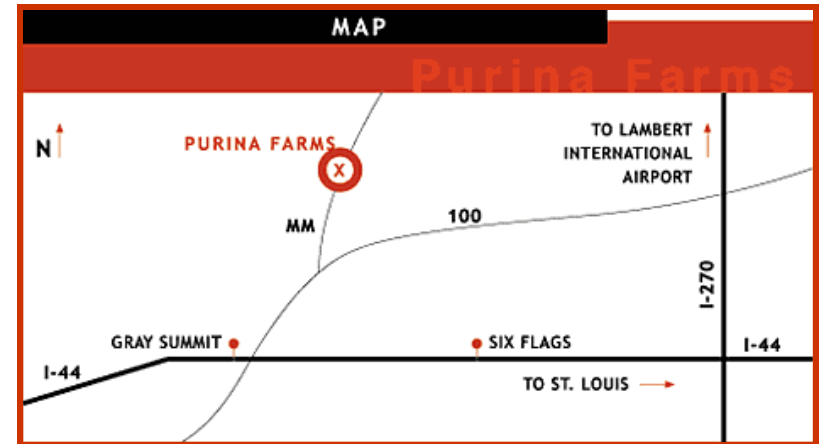 MAP
Purina Farms
N
PURINA FARMS
X
TO LAMBERT
INTERNATIONAL
AIRPORT
MM
100
I-270
GRAY SUMMIT
SIX FLAGS
I-44
I-44
TO ST. LOUIS